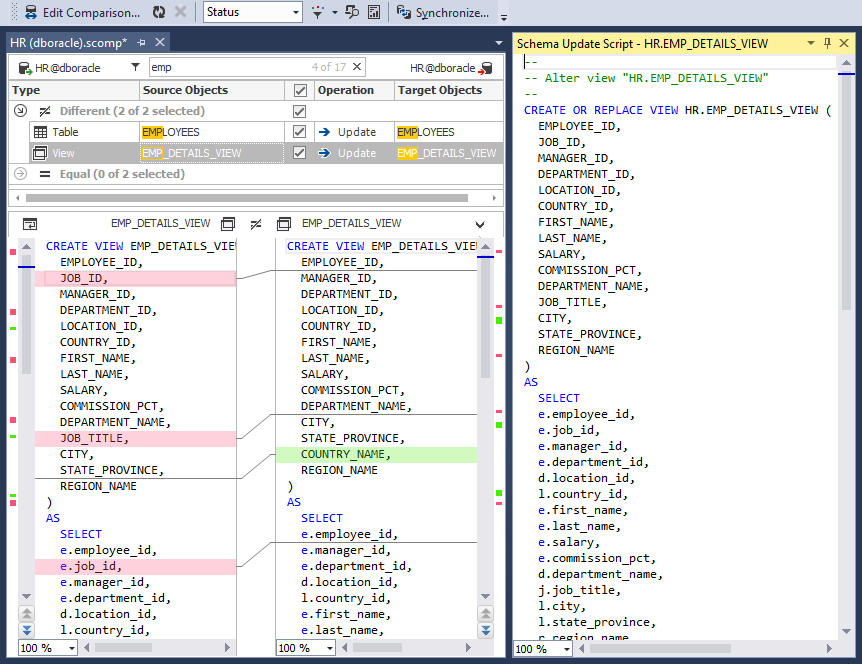 Edit Comparison... Status Synchronize...
HR (dboracle).scomp*
HR@dboracle emp 4 of 17 HR@dboracle
Type Source Objects Operation Target Objects
Different (2 of 2 selected)
Table EMPLOYEES Update EMPLOYEES
View EMP_DETAILS_VIEW Update EMP_DETAILS_VIEW
Equal (0 of 2 selected)
EMP_DETAILS_VIEW EMP_DETAILS_VIEW
CREATE VIEW EMP_DETAILS_VIE
EMPLOYEE_ID,
JOB_ID,
MANAGER_ID,
DEPARTMENT_ID,
LOCATION_ID,
COUNTRY_ID,
FIRST_NAME,
LAST_NAME,
SALARY,
COMMISSION_PCT,
DEPARTMENT_NAME,
JOB_TITLE,
CITY,
STATE_PROVINCE,
REGION_NAME
)
AS
SELECT
e.employee_id,
e.job_id,
e.manager_id,
e.department_id,
d.location_id,
l.country_id,
100 %
CREATE VIEW EMP_DETAILS_VIE
EMPLOYEE_ID,
MANAGER_ID,
DEPARTMENT_ID,
LOCATION_ID,
COUNTRY_ID,
FIRST_NAME,
LAST_NAME,
SALARY,
COMMISSION_PCT,
DEPARTMENT_NAME,
CITY,
STATE_PROVINCE,
COUNTRY_NAME,
REGION_NAME
)
AS
SELECT
e.employee_id,
e.manager_id,
e.department_id,
d.location_id,
l.country_id,
e.first_name,
e.last_name,
100 %
Schema Update Script - HR.EMP_DETAILS_VIEW
--
-- Alter view "HR.EMP_DETAILS_VIEW"
--
CREATE OR REPLACE VIEW HR.EMP_DETAILS_VIEW (
EMPLOYEE_ID,
JOB_ID,
MANAGER_ID,
DEPARTMENT_ID,
LOCATION_ID,
COUNTRY_ID,
FIRST_NAME,
LAST_NAME,
SALARY,
COMMISSION_PCT,
DEPARTMENT_NAME,
JOB_TITLE,
CITY,
STATE_PROVINCE,
REGION_NAME
)
AS
SELECT
e.employee_id,
e.job_id,
e.manager_id,
e.department_id,
d.location_id,
l.country_id,
e.first_name,
e.last_name,
e.salary,
e.commission_pct,
d.department_name,
j.job_title,
l.city,
l.state_province,
r.region_name
100 %